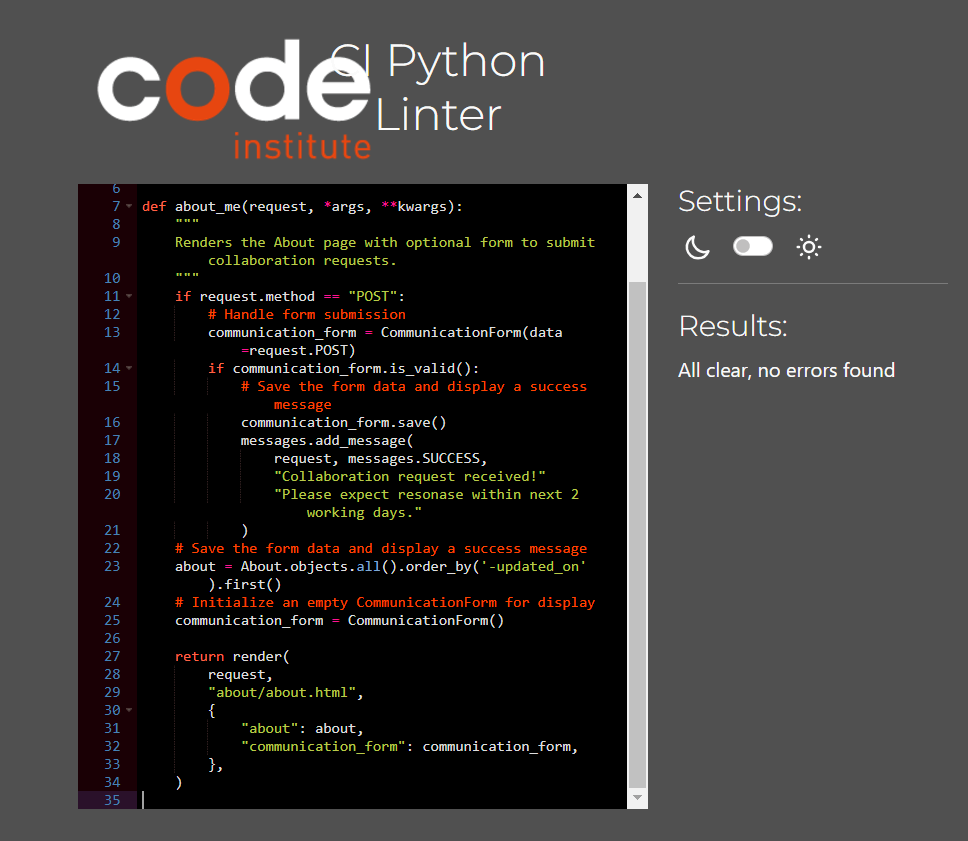 code
institute
CI Python
Linter
6
7 def about_me(request, *args, **kwargs):
8 """
9 Renders the About page with optional form to submit
collaboration requests.
10 """
11 if request.method == "POST":
12 # Handle form submission
13 communication_form = CommunicationForm(data
=request.POST)
14 if communication_form.is_valid():
15 # Save the form data and display a success
message
16 communication_form.save()
17 messages.add_message(
18 request, messages.SUCCESS,
19 "Collaboration request received!"
20 "Please expect resonase within next 2
working days."
21 )
22 # Save the form data and display a success message
23 about = About.objects.all().order_by('-updated_on'
).first()
24 # Initialize an empty CommunicationForm for display
25 communication_form = CommunicationForm()
26
27 return render(
28 request,
29 "about/about.html",
30 {
31 "about": about,
32 "communication_form": communication_form,
33 },
34 )
35
Settings:
Results:
All clear, no errors found